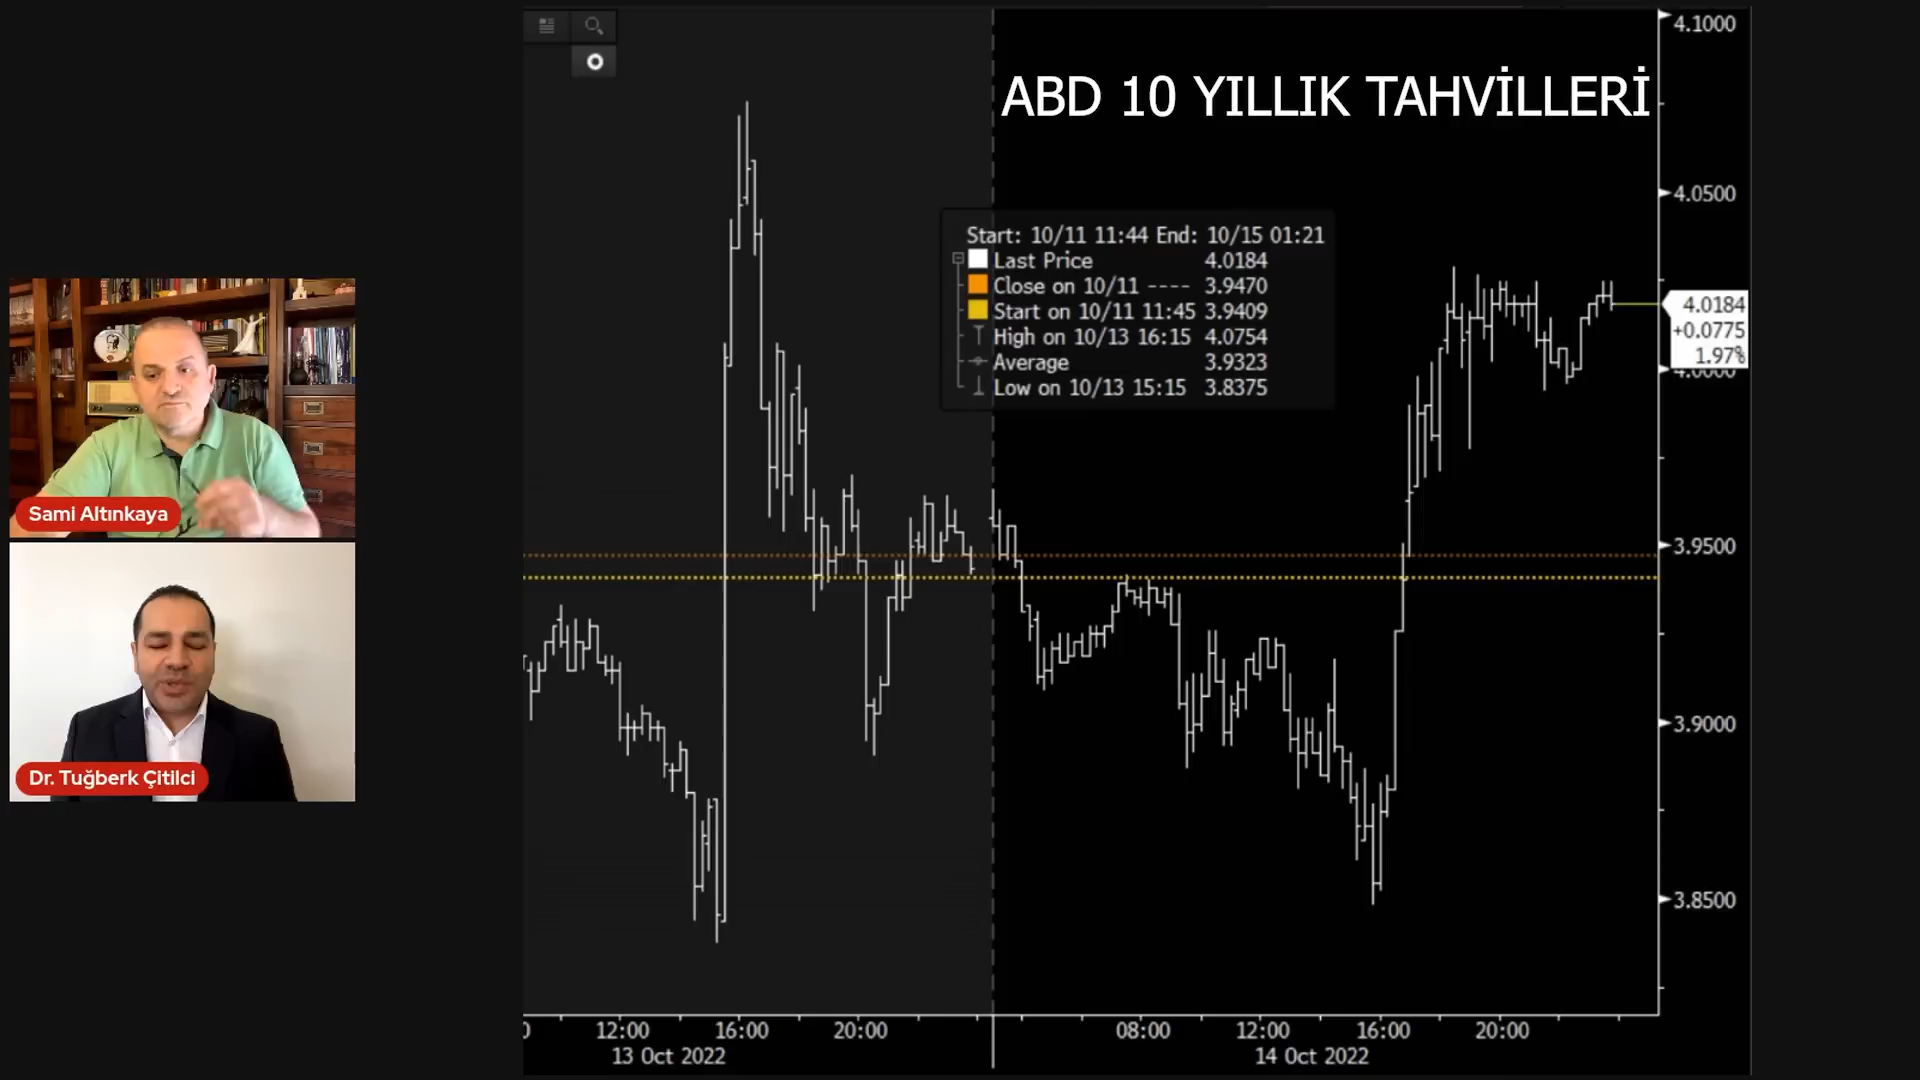 ABD 10 YILLIK TAHVİLLERİ
Start: 10/11 11:44 End: 10/15 01:21
Last Price 4.0184
Close on 10/11 ---- 3.9470
Start on 10/11 11:45 3.9409
High on 10/13 16:15 4.0754
Average 3.9323
Low on 10/13 15:15 3.8375
4.1000
4.0500
4.0184
+0.0775
1.97%
4.0000
3.9500
3.9000
3.8500
0 12:00 16:00 20:00 08:00 12:00 16:00 20:00
13 Oct 2022 14 Oct 2022
Sami Altınkaya
Dr. Tuğberk Çitilci